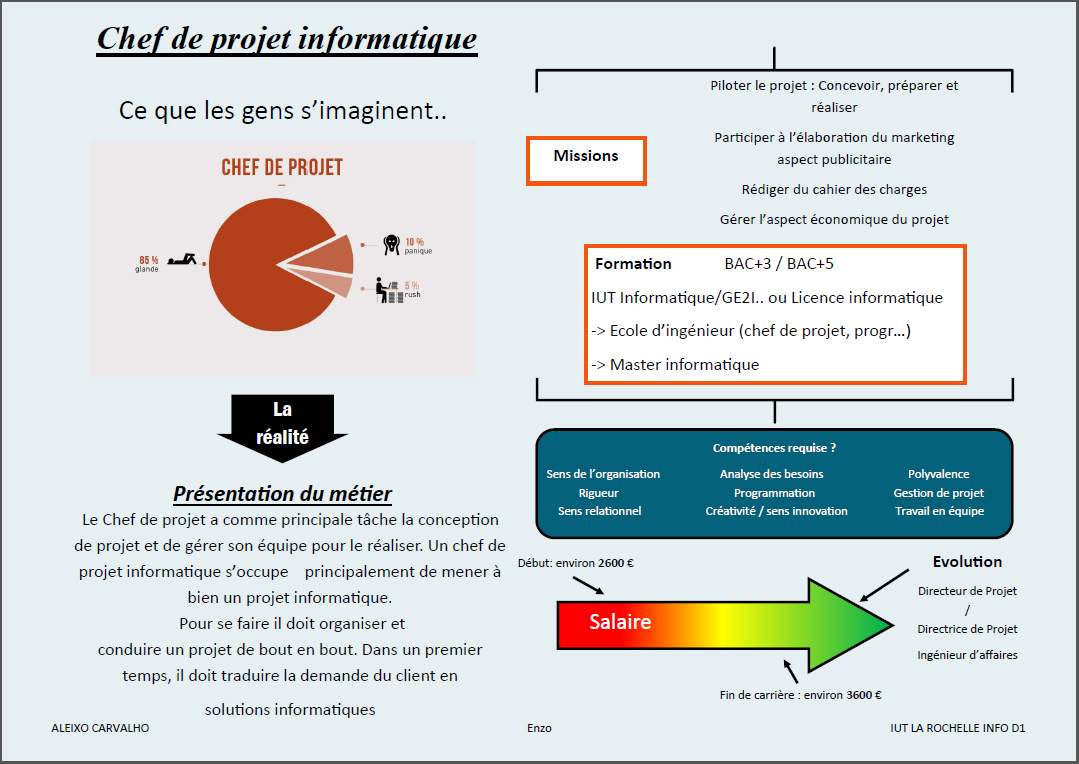 Chef de projet informatique
Ce que les gens s'imaginent..
CHEF DE PROJET
85 %
glande
10 %
panique
5 %
rush
La
réalité
Présentation du métier
Le Chef de projet a comme principale tâche la conception
de projet et de gérer son équipe pour le réaliser. Un chef de
projet informatique s'occupe principalement de mener à
bien un projet informatique.
Pour se faire il doit organiser et
conduire un projet de bout en bout. Dans un premier
temps, il doit traduire la demande du client en
solutions informatiques
Missions
Piloter le projet : Concevoir, préparer et
réaliser
Participer à l'élaboration du marketing
aspect publicitaire
Rédiger du cahier des charges
Gérer l'aspect économique du projet
Formation BAC+3 / BAC+5
IUT Informatique/GE2I.. ou Licence informatique
-> Ecole d'ingénieur (chef de projet, progr...)
-> Master informatique
Compétences requise ?
Sens de l'organisation Analyse des besoins Polyvalence
Rigueur Programmation Gestion de projet
Sens relationnel Créativité / sens innovation Travail en équipe
Début: environ 2600 €
Salaire
Fin de carrière : environ 3600 €
Evolution
Directeur de Projet
/
Directrice de Projet
Ingénieur d'affaires
ALEIXO CARVALHO Enzo IUT LA ROCHELLE INFO D1